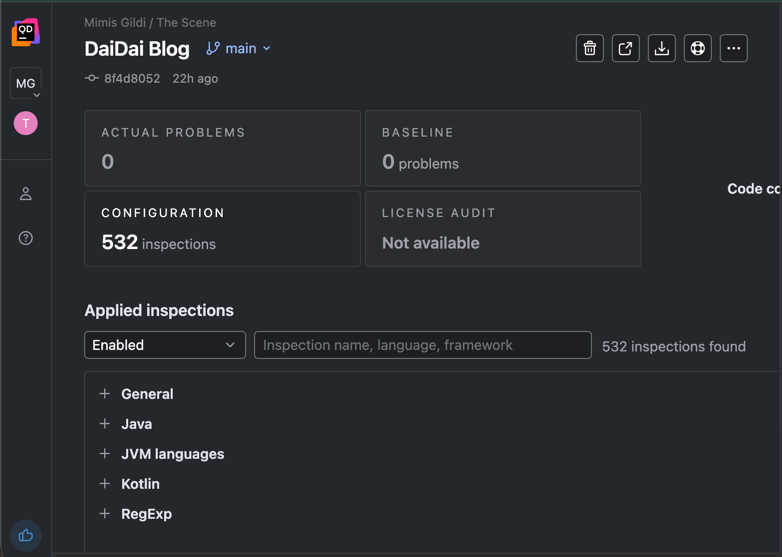 QD
Mimis Gildi / The Scene
DaiDai Blog main
8f4d8052 22h ago
MG
T
ACTUAL PROBLEMS
0
BASELINE
0 problems
CONFIGURATION
532 inspections
LICENSE AUDIT
Not available
Code co
Applied inspections
Enabled
Inspection name, language, framework
532 inspections found
General
Java
JVM languages
Kotlin
RegExp